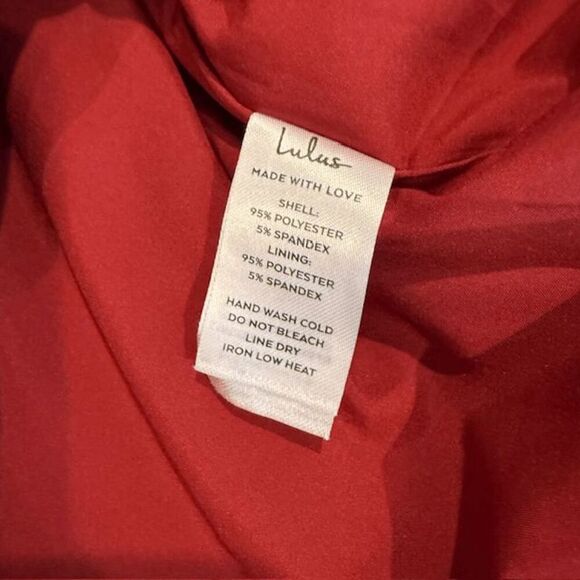 Lulus
MADE WITH LOVE
SHELL:
95% POLYESTER
5% SPANDEX
LINING:
95% POLYESTER
5% SPANDEX
HAND WASH COLD
DO NOT BLEACH
LINE DRY
IRON LOW HEAT